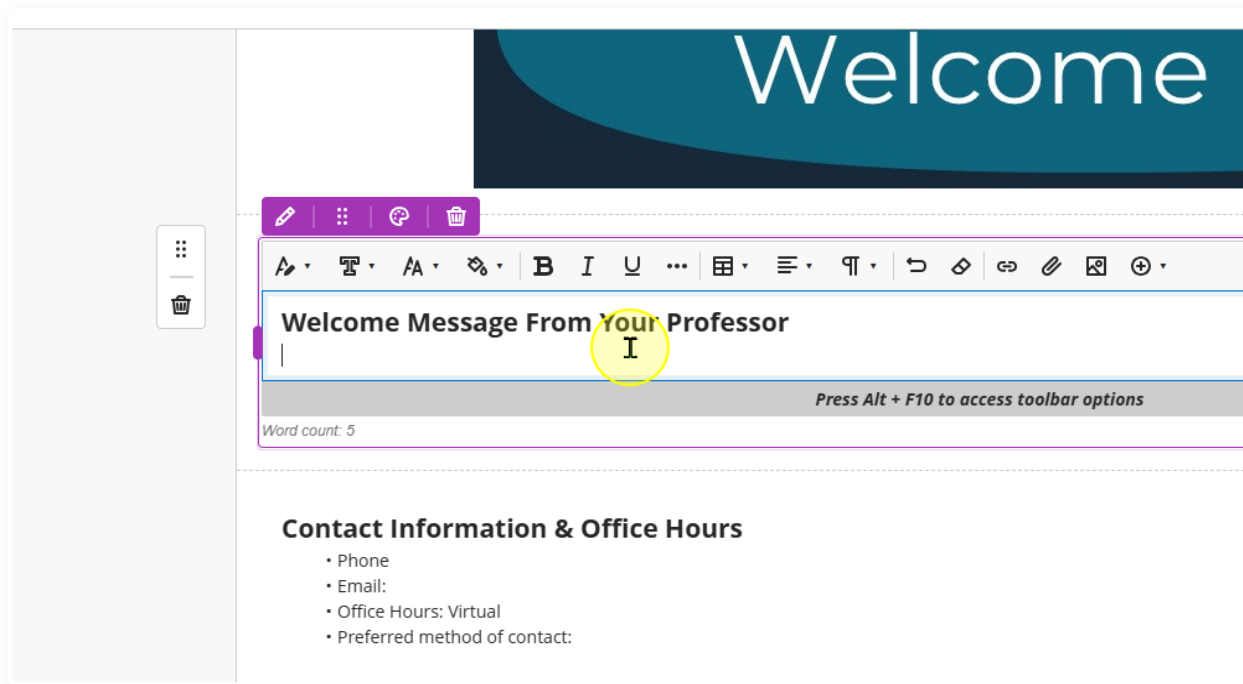 Welcome
Welcome Message From Your Professor
Press Alt + F10 to access toolbar options
Word count: 5
Contact Information & Office Hours
• Phone
• Email:
• Office Hours: Virtual
• Preferred method of contact: